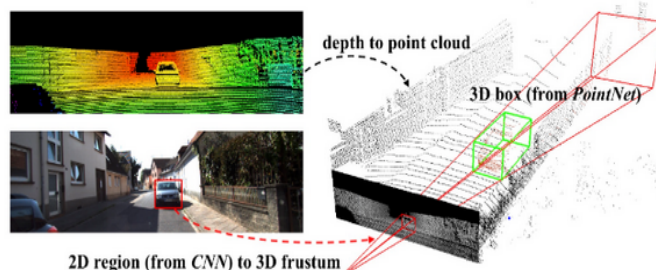 depth to point cloud
3D box (from PointNet)
2D region (from CNN) to 3D frustum